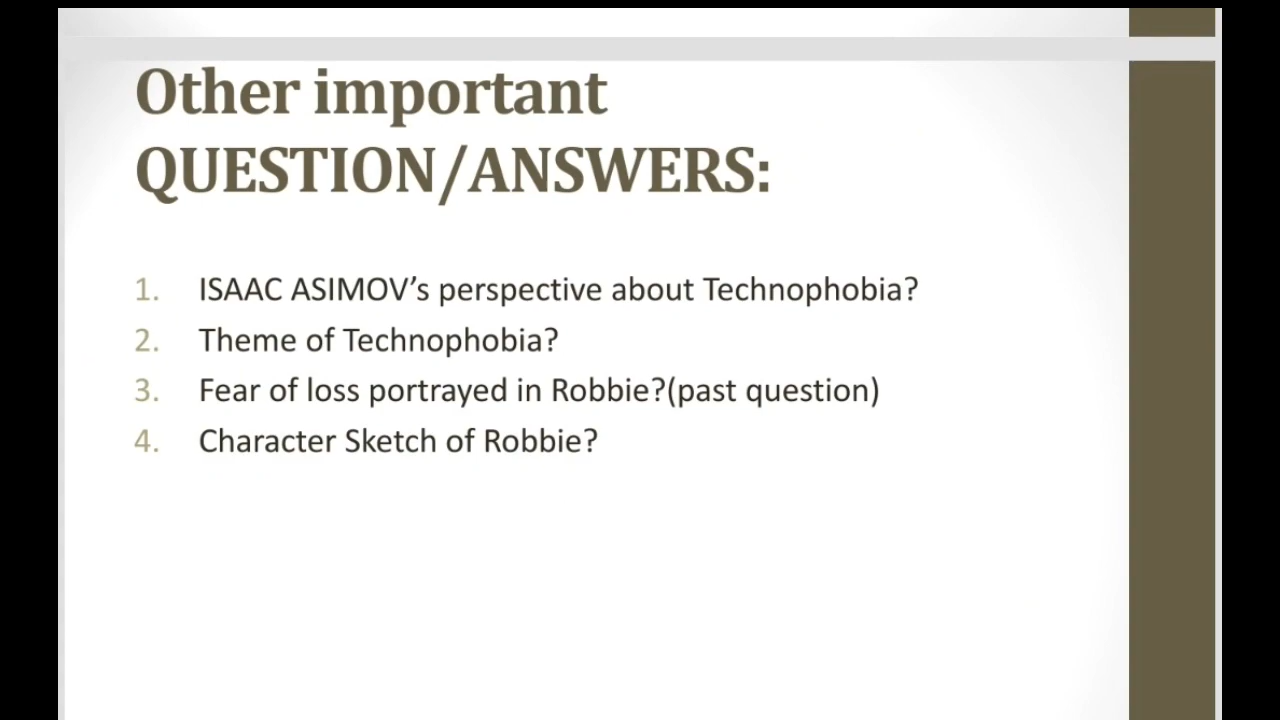 Other important
QUESTION/ANSWERS:
1. ISAAC ASIMOV’s perspective about Technophobia?
2. Theme of Technophobia?
3. Fear of loss portrayed in Robbie?(past question)
4. Character Sketch of Robbie?